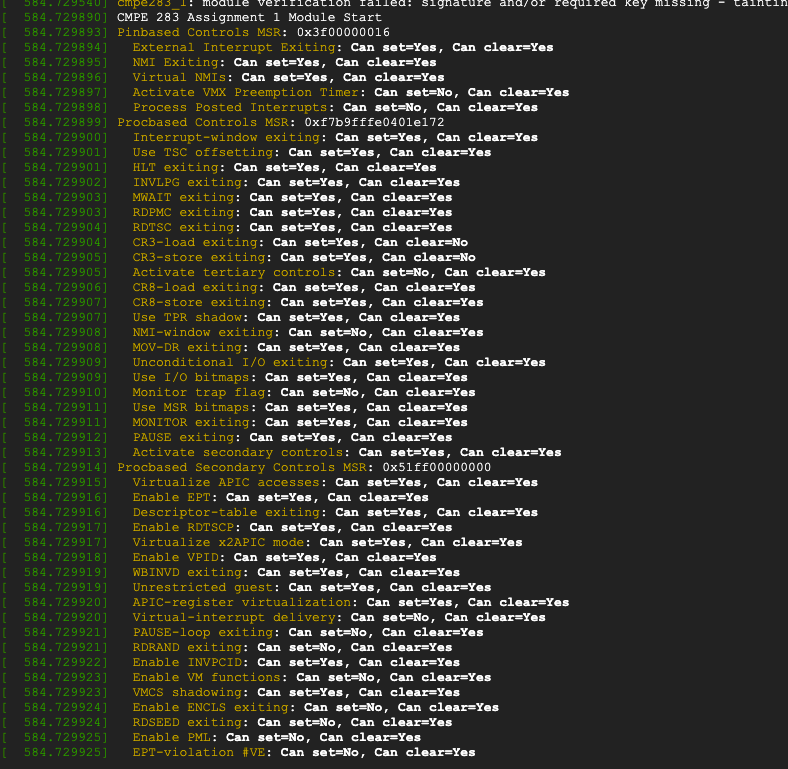 [  584.729540] cmpe283_1: module verification failed: signature and/or required key missing - taintin
[  584.729890] CMPE 283 Assignment 1 Module Start
[  584.729893] Pinbased Controls MSR: 0x3f00000016
[  584.729894]   External Interrupt Exiting: Can set=Yes, Can clear=Yes
[  584.729895]   NMI Exiting: Can set=Yes, Can clear=Yes
[  584.729896]   Virtual NMIs: Can set=Yes, Can clear=Yes
[  584.729897]   Activate VMX Preemption Timer: Can set=No, Can clear=Yes
[  584.729898]   Process Posted Interrupts: Can set=No, Can clear=Yes
[  584.729899] Procbased Controls MSR: 0xf7b9fffe0401e172
[  584.729900]   Interrupt-window exiting: Can set=Yes, Can clear=Yes
[  584.729901]   Use TSC offsetting: Can set=Yes, Can clear=Yes
[  584.729901]   HLT exiting: Can set=Yes, Can clear=Yes
[  584.729902]   INVLPG exiting: Can set=Yes, Can clear=Yes
[  584.729903]   MWAIT exiting: Can set=Yes, Can clear=Yes
[  584.729903]   RDPMC exiting: Can set=Yes, Can clear=Yes
[  584.729904]   RDTSC exiting: Can set=Yes, Can clear=Yes
[  584.729904]   CR3-load exiting: Can set=Yes, Can clear=No
[  584.729905]   CR3-store exiting: Can set=Yes, Can clear=No
[  584.729905]   Activate tertiary controls: Can set=No, Can clear=Yes
[  584.729906]   CR8-load exiting: Can set=Yes, Can clear=Yes
[  584.729907]   CR8-store exiting: Can set=Yes, Can clear=Yes
[  584.729907]   Use TPR shadow: Can set=Yes, Can clear=Yes
[  584.729908]   NMI-window exiting: Can set=No, Can clear=Yes
[  584.729908]   MOV-DR exiting: Can set=Yes, Can clear=Yes
[  584.729909]   Unconditional I/O exiting: Can set=Yes, Can clear=Yes
[  584.729909]   Use I/O bitmaps: Can set=Yes, Can clear=Yes
[  584.729910]   Monitor trap flag: Can set=No, Can clear=Yes
[  584.729911]   Use MSR bitmaps: Can set=Yes, Can clear=Yes
[  584.729911]   MONITOR exiting: Can set=Yes, Can clear=Yes
[  584.729912]   PAUSE exiting: Can set=Yes, Can clear=Yes
[  584.729913]   Activate secondary controls: Can set=Yes, Can clear=Yes
[  584.729914] Procbased Secondary Controls MSR: 0x51ff00000000
[  584.729915]   Virtualize APIC accesses: Can set=Yes, Can clear=Yes
[  584.729916]   Enable EPT: Can set=Yes, Can clear=Yes
[  584.729916]   Descriptor-table exiting: Can set=Yes, Can clear=Yes
[  584.729917]   Enable RDTSCP: Can set=Yes, Can clear=Yes
[  584.729917]   Virtualize x2APIC mode: Can set=Yes, Can clear=Yes
[  584.729918]   Enable VPID: Can set=Yes, Can clear=Yes
[  584.729919]   WBINVD exiting: Can set=Yes, Can clear=Yes
[  584.729919]   Unrestricted guest: Can set=Yes, Can clear=Yes
[  584.729920]   APIC-register virtualization: Can set=Yes, Can clear=Yes
[  584.729920]   Virtual-interrupt delivery: Can set=No, Can clear=Yes
[  584.729921]   PAUSE-loop exiting: Can set=No, Can clear=Yes
[  584.729921]   RDRAND exiting: Can set=No, Can clear=Yes
[  584.729922]   Enable INVPCID: Can set=Yes, Can clear=Yes
[  584.729923]   Enable VM functions: Can set=No, Can clear=Yes
[  584.729923]   VMCS shadowing: Can set=Yes, Can clear=Yes
[  584.729924]   Enable ENCLS exiting: Can set=No, Can clear=Yes
[  584.729924]   RDSEED exiting: Can set=No, Can clear=Yes
[  584.729925]   Enable PML: Can set=No, Can clear=Yes
[  584.729925]   EPT-violation #VE: Can set=No, Can clear=Yes